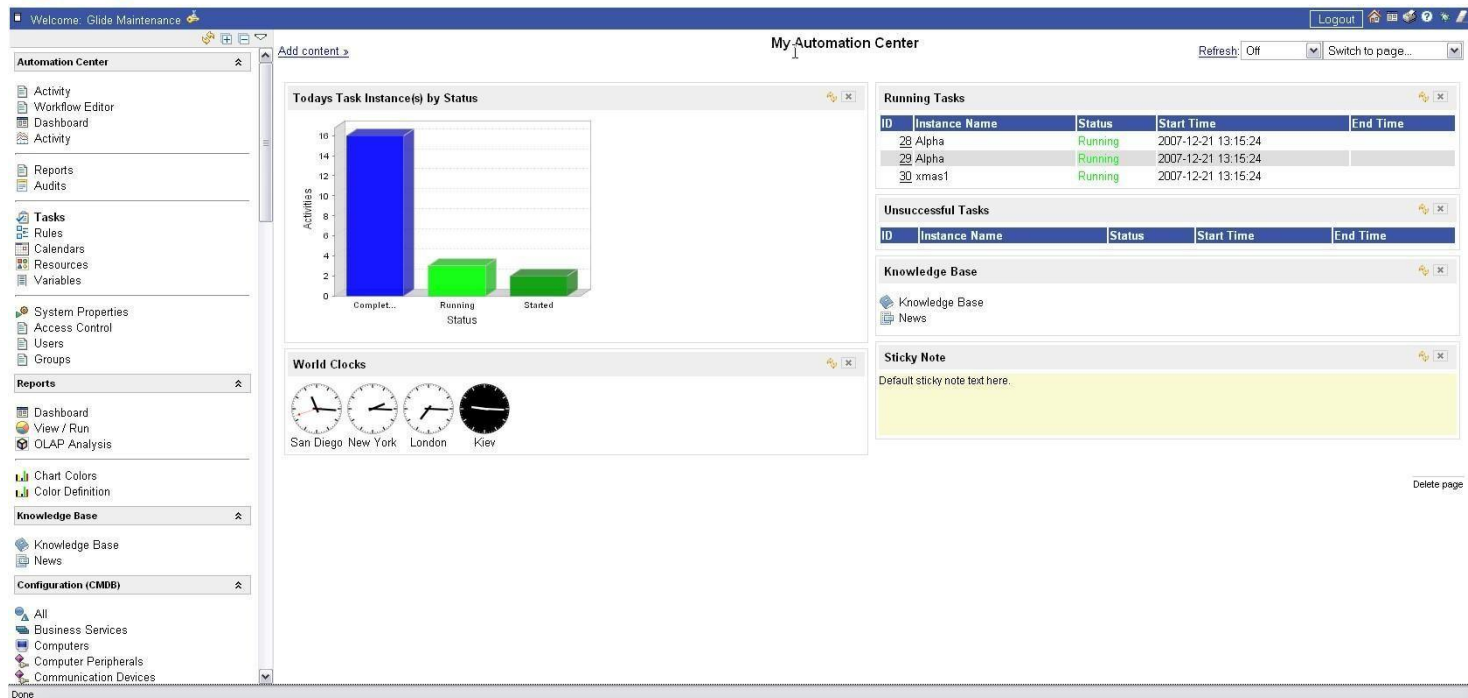 Welcome: Glide Maintenance
Logout
Automation Center
Activity
Workflow Editor
Dashboard
Activity
Reports
Audits
Tasks
Rules
Calendars
Resources
Variables
System Properties
Access Control
Users
Groups
Reports
Dashboard
View / Run
OLAP Analysis
Chart Colors
Color Definition
Knowledge Base
Knowledge Base
News
Configuration (CMDB)
All
Business Services
Computers
Computer Peripherals
Communication Devices
Add content »
My Automation Center
Refresh: Off
Switch to page...
Todays Task Instance(s) by Status
16
14
12
10
8
6
4
2
0
Activities
Complet... Running Started
Status
World Clocks
San Diego New York London Kiev
Running Tasks
ID Instance Name Status Start Time End Time
28 Alpha Running 2007-12-21 13:15:24
29 Alpha Running 2007-12-21 13:15:24
30 xmas1 Running 2007-12-21 13:15:24
Unsuccessful Tasks
ID Instance Name Status Start Time End Time
Knowledge Base
Knowledge Base
News
Sticky Note
Default sticky note text here.
Delete page
Done